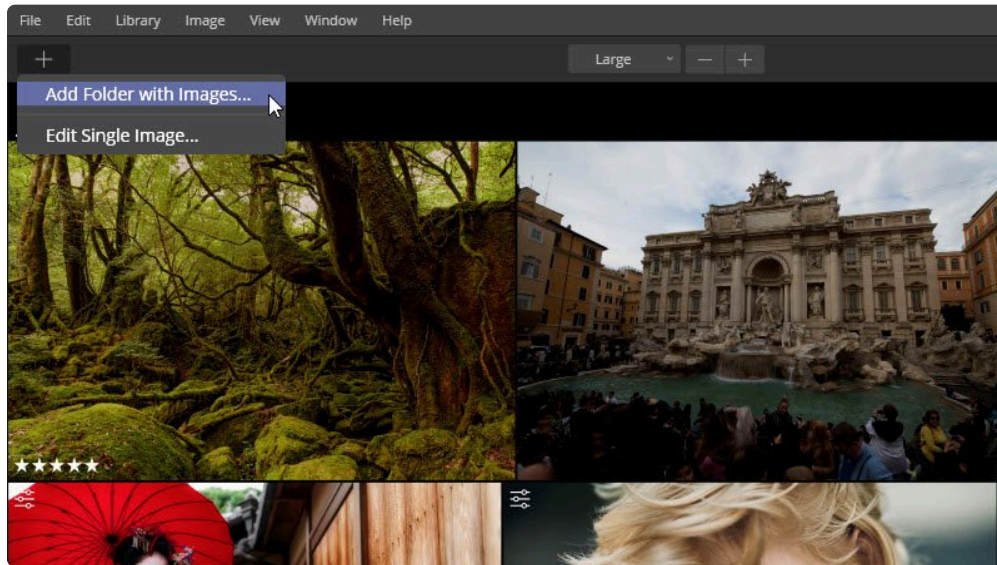 File Edit Library Image View Window Help
Large
Add Folder with Images...
Edit Single Image...